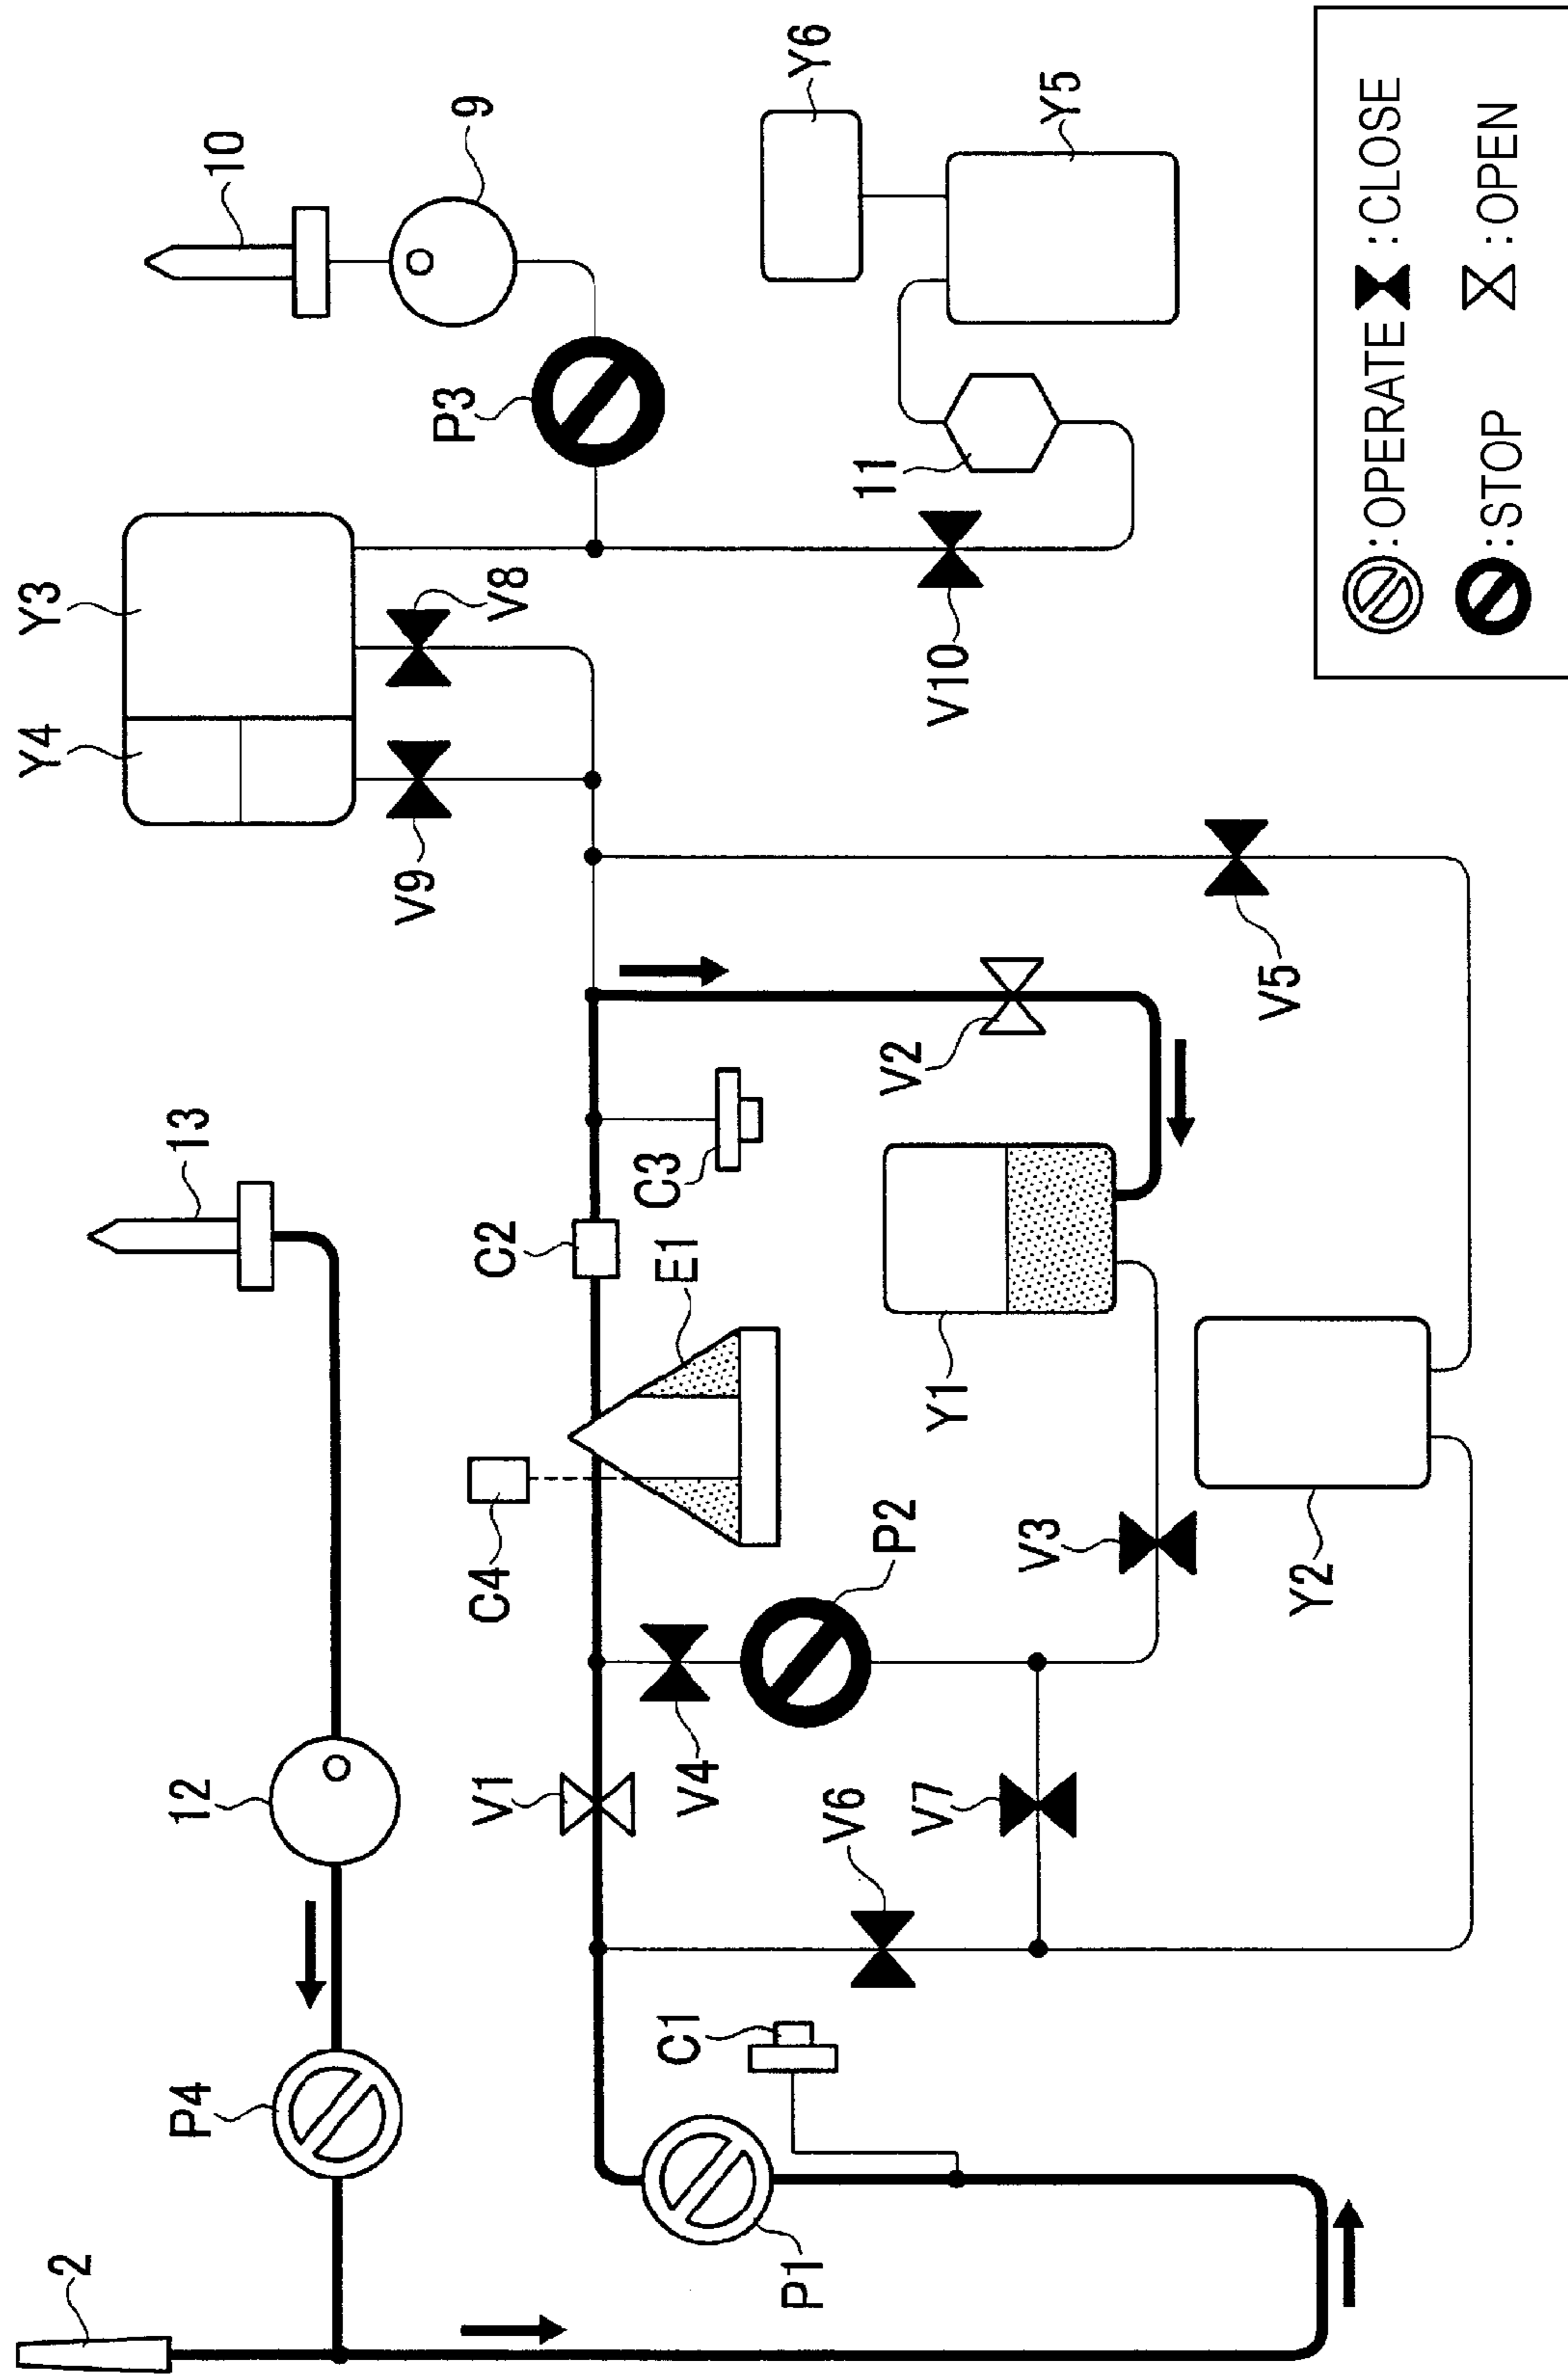 2
P4
12
13
10
9
Y4
Y3
V9
V8
P3
Y6
Y5
11
V10
C4
C2
E1
C3
V1
V4
P2
V2
Y1
V3
V5
Y2
V6
V7
C1
P1
:OPERATE :CLOSE
:STOP :OPEN